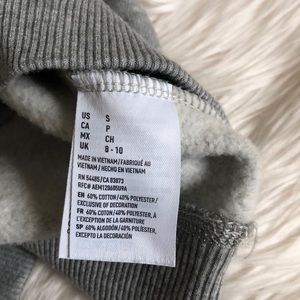 US S
CA P
MX CH
UK 8 - 10
MADE IN VIETNAM/FABRIQUÉ AU
VIETNAM / HECHO EN VIETNAM
RN 54485/CA 03873
RFC# AEM120605U9A
EN 60% COTTON/40% POLYESTER/
EXCLUSIVE OF DECORATION
FR 60% COTON/40% POLYESTER, À
L'EXCEPTION DE LA GARNITURE
SP 60% ALGODÓN/40% POLIÉSTER/
EXCEPTO LA DECORACIÓN